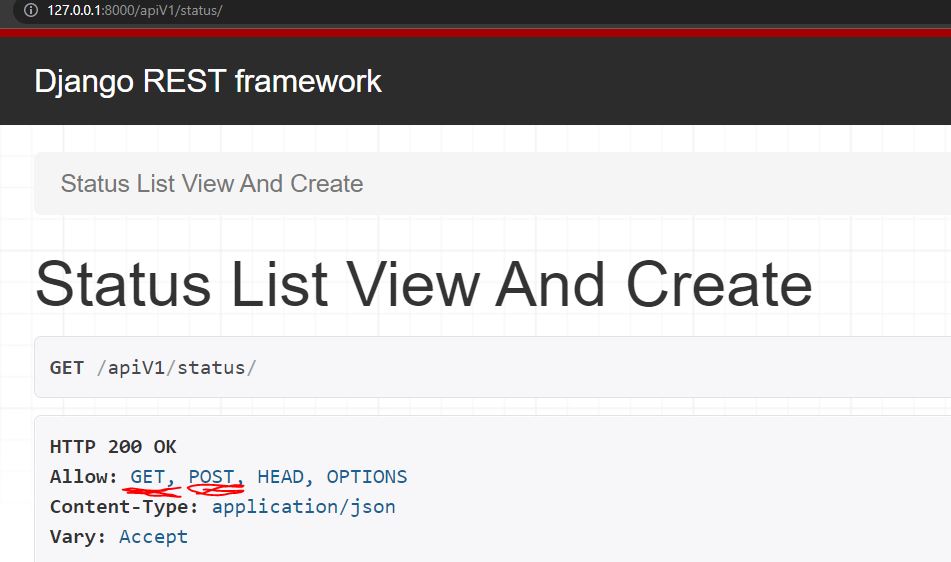 127.0.0.1:8000/apiV1/status/
Django REST framework
Status List View And Create
Status List View And Create
GET /apiV1/status/
HTTP 200 OK
Allow: GET, POST, HEAD, OPTIONS
Content-Type: application/json
Vary: Accept